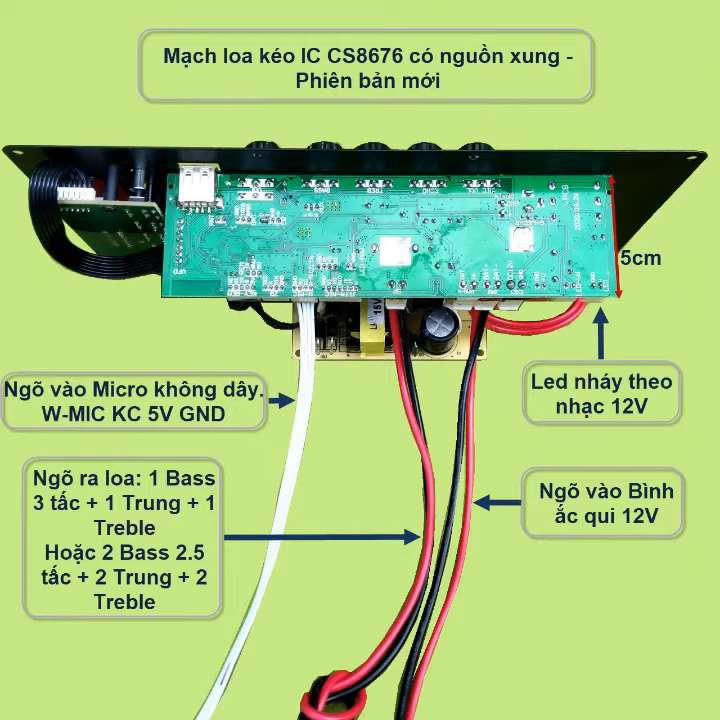 Mạch loa kéo IC CS8676 có nguồn xung -
Phiên bản mới
5cm
Ngõ vào Micro không dây.
W-MIC KC 5V GND
Led nháy theo
nhạc 12V
Ngõ ra loa: 1 Bass
3 tấc + 1 Trung + 1
Treble
Hoặc 2 Bass 2.5
tấc + 2 Trung + 2
Treble
Ngõ vào Bình
ắc qui 12V